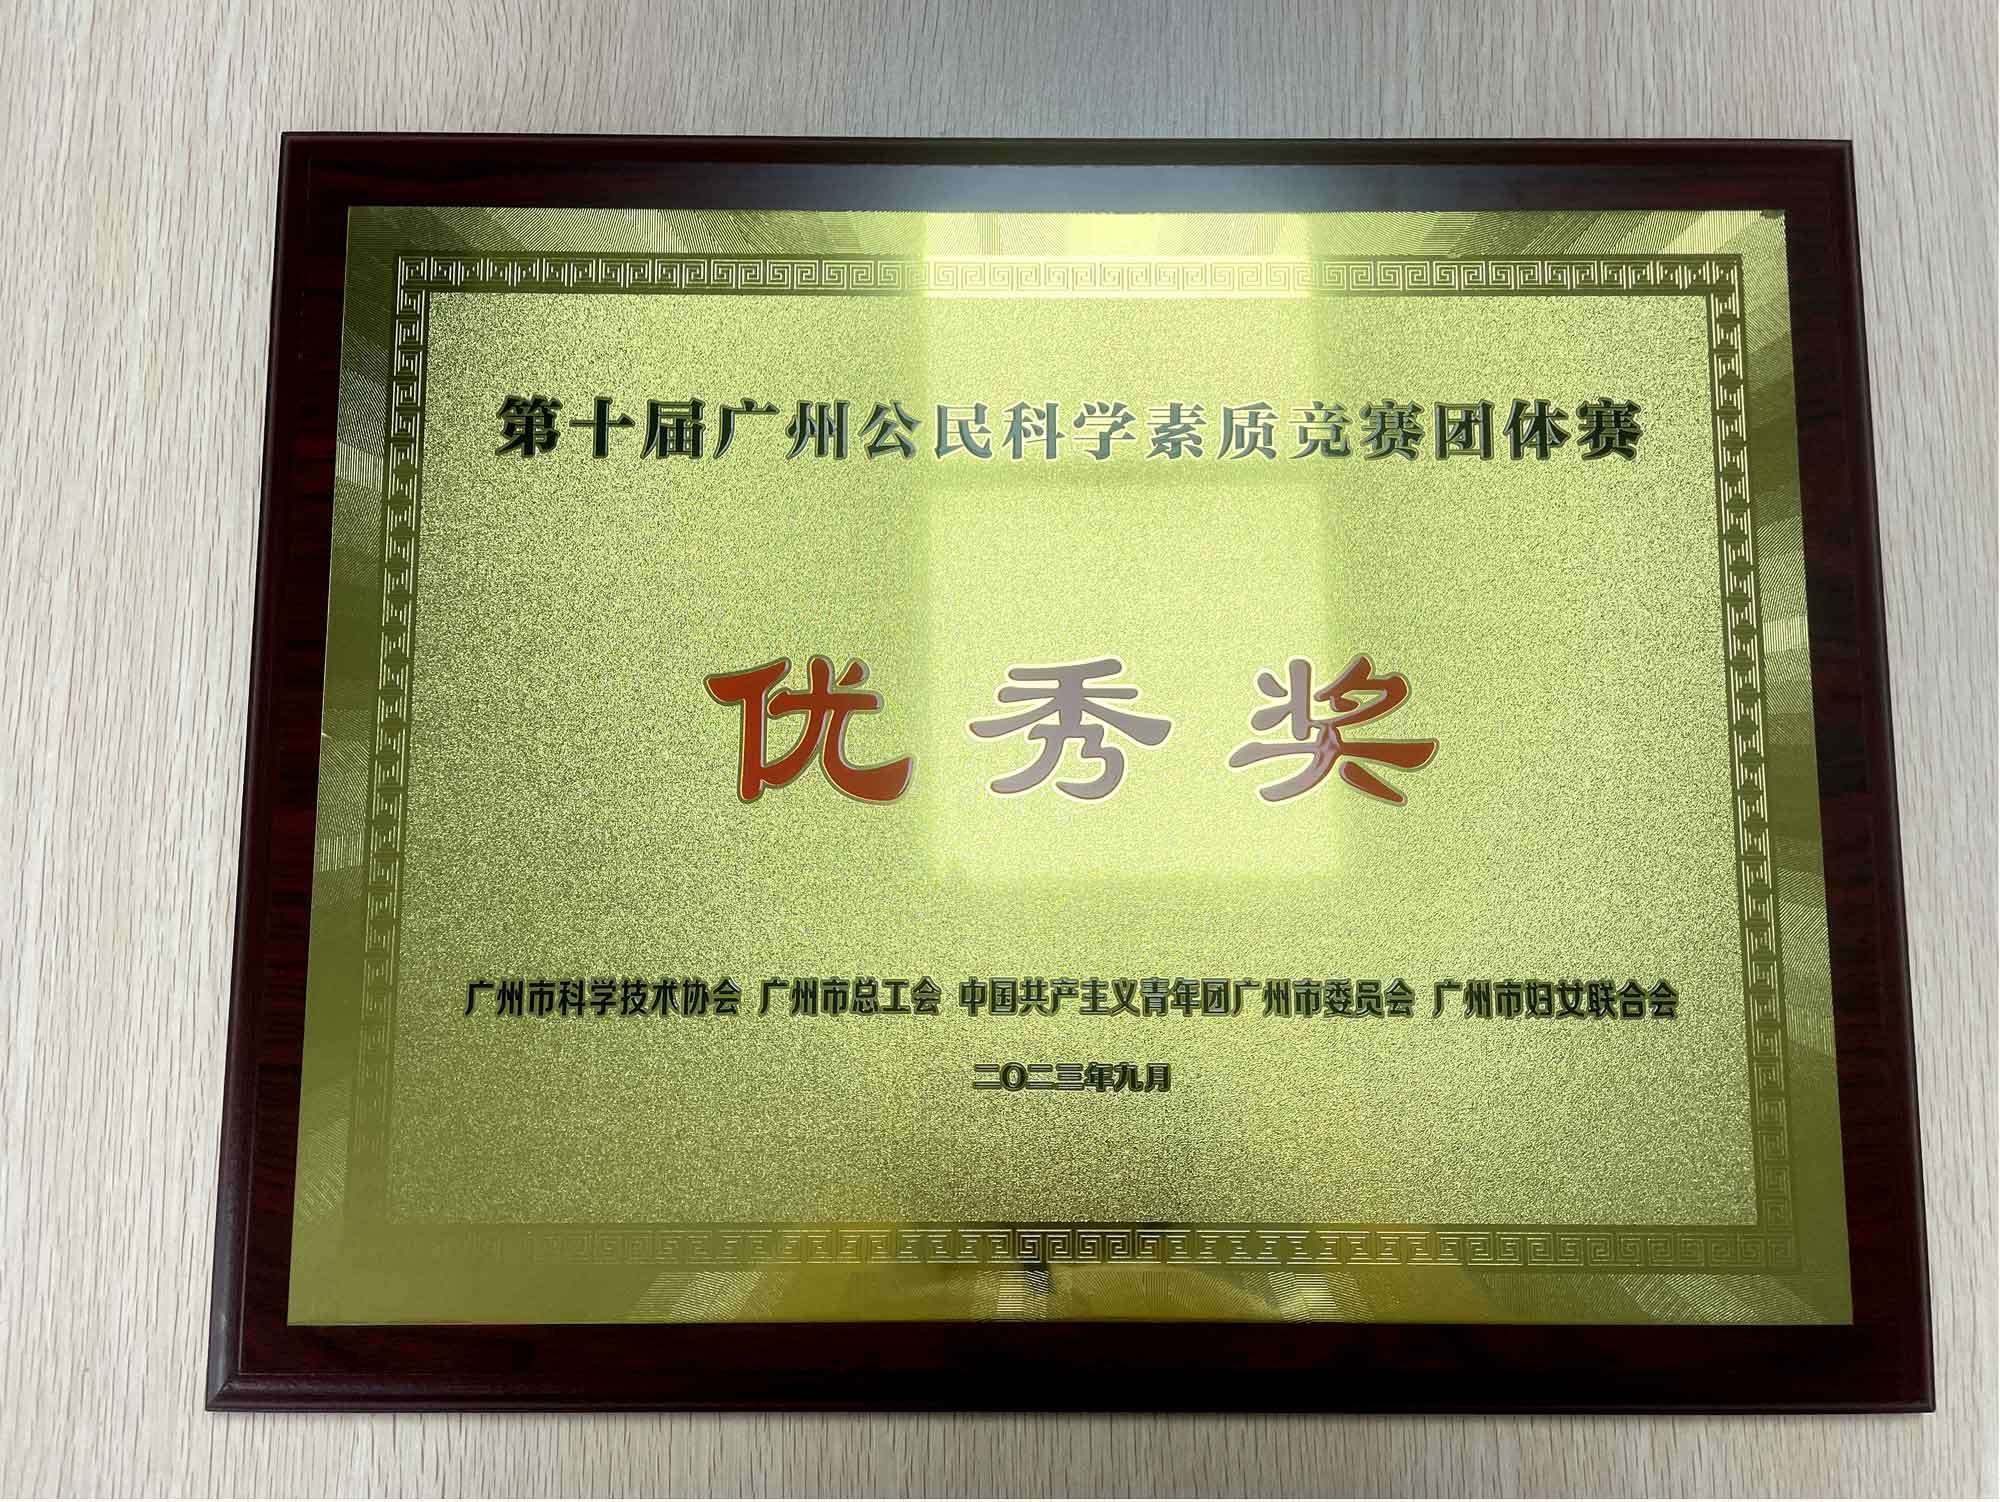 第十届广州公民科学素质竞赛团体赛
优秀奖
广州市科学技术协会 广州市总工会 中国共产主义青年团广州市委员会 广州市妇女联合会
二〇二三年九月